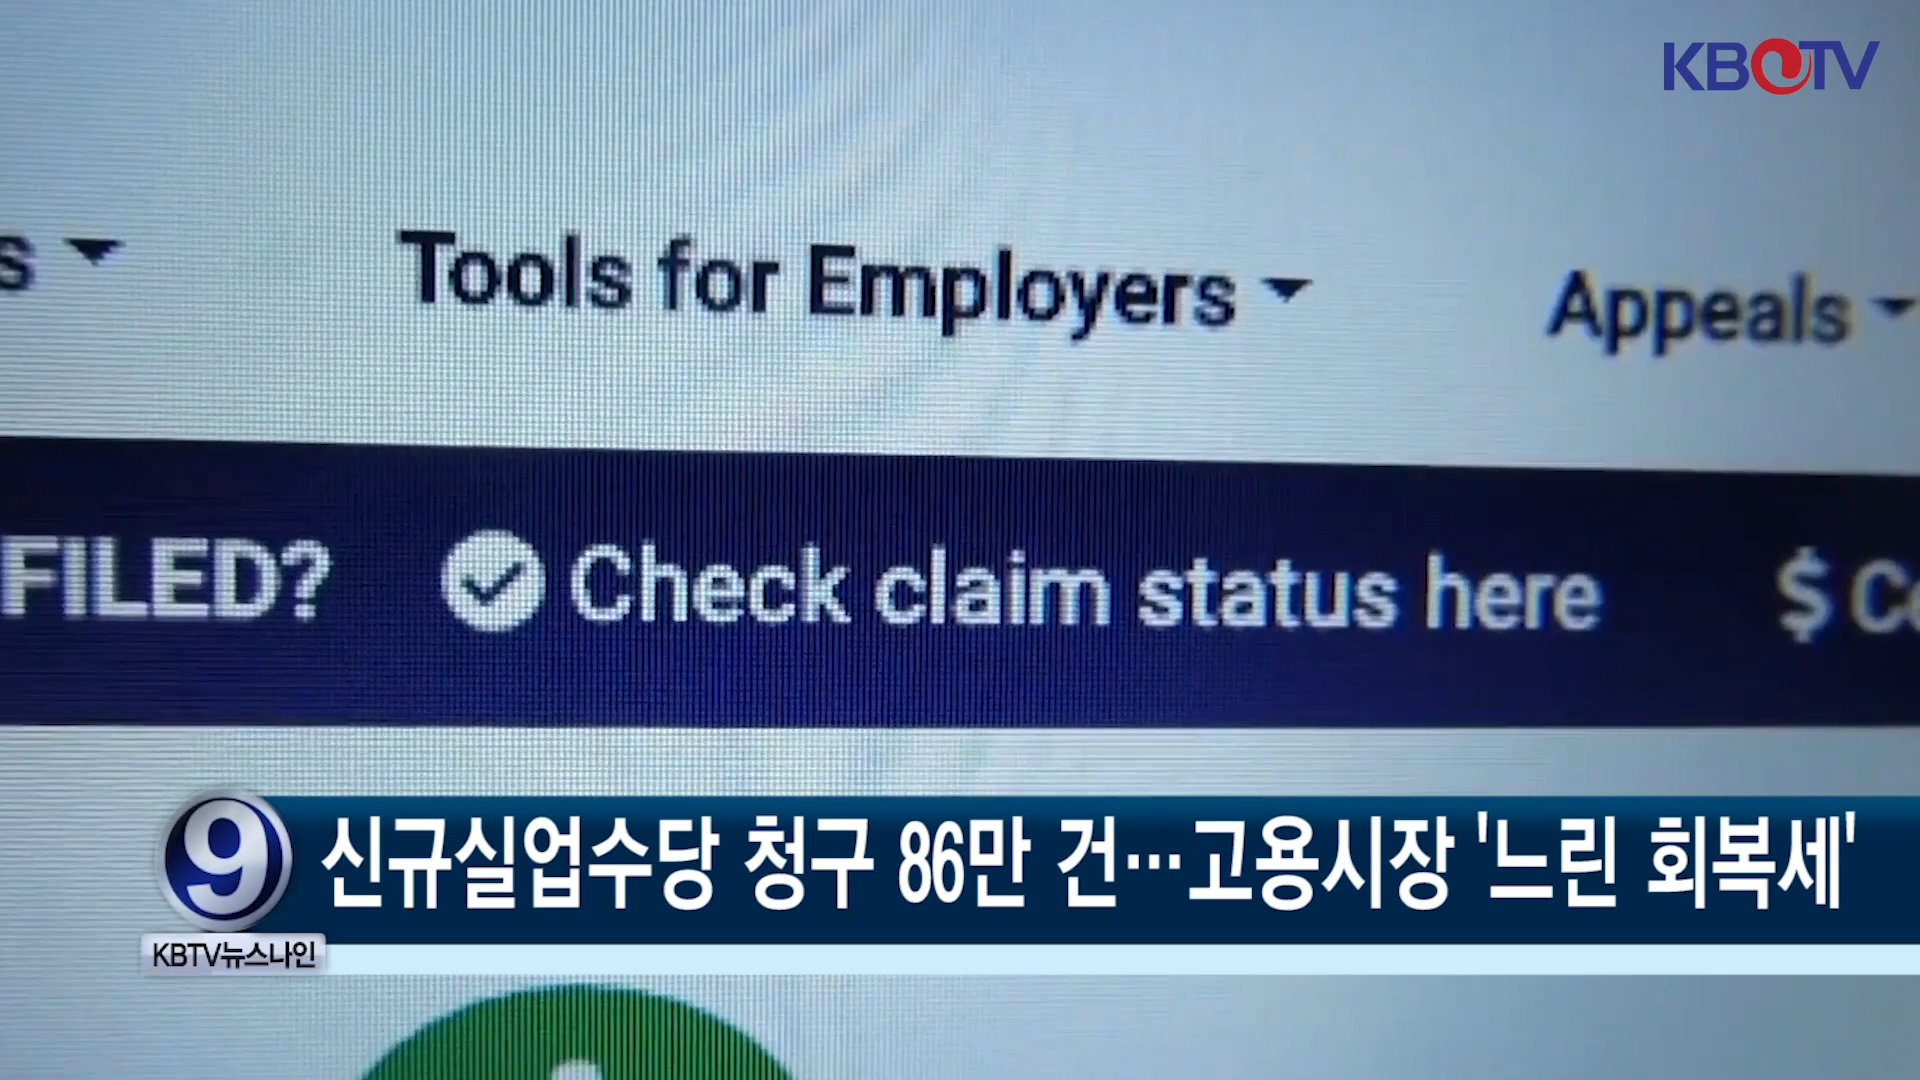 KBTV
s Tools for Employers Appeals
FILED? Check claim status here $ Co
9 신규실업수당 청구 86만 건…고용시장 '느린 회복세'
KBTV뉴스나인